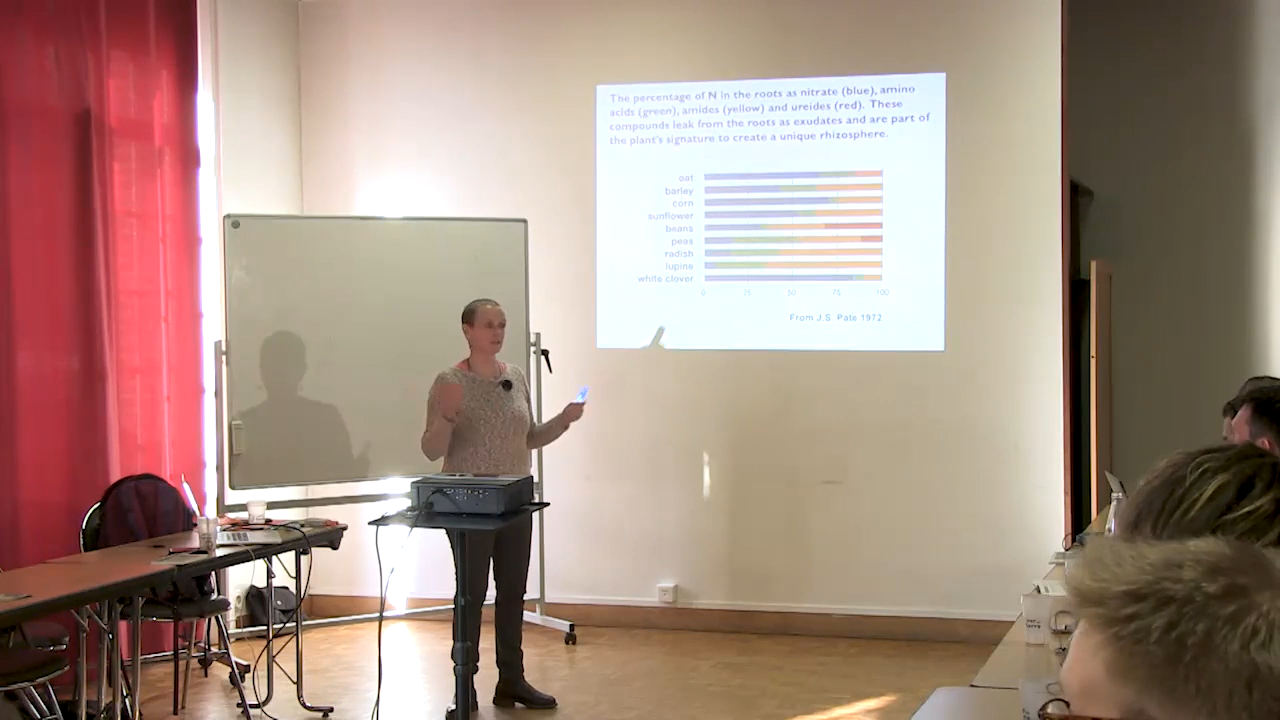 The percentage of N in the roots as nitrate (blue), amino
acids (green), amides (yellow) and ureides (red). These
compounds leak from the roots as exudates and are part of
the plant's signature to create a unique rhizosphere.
oat
barley
corn
sunflower
beans
peas
radish
lupine
white clover
0 25 50 75 100
From J.S. Pate 1972